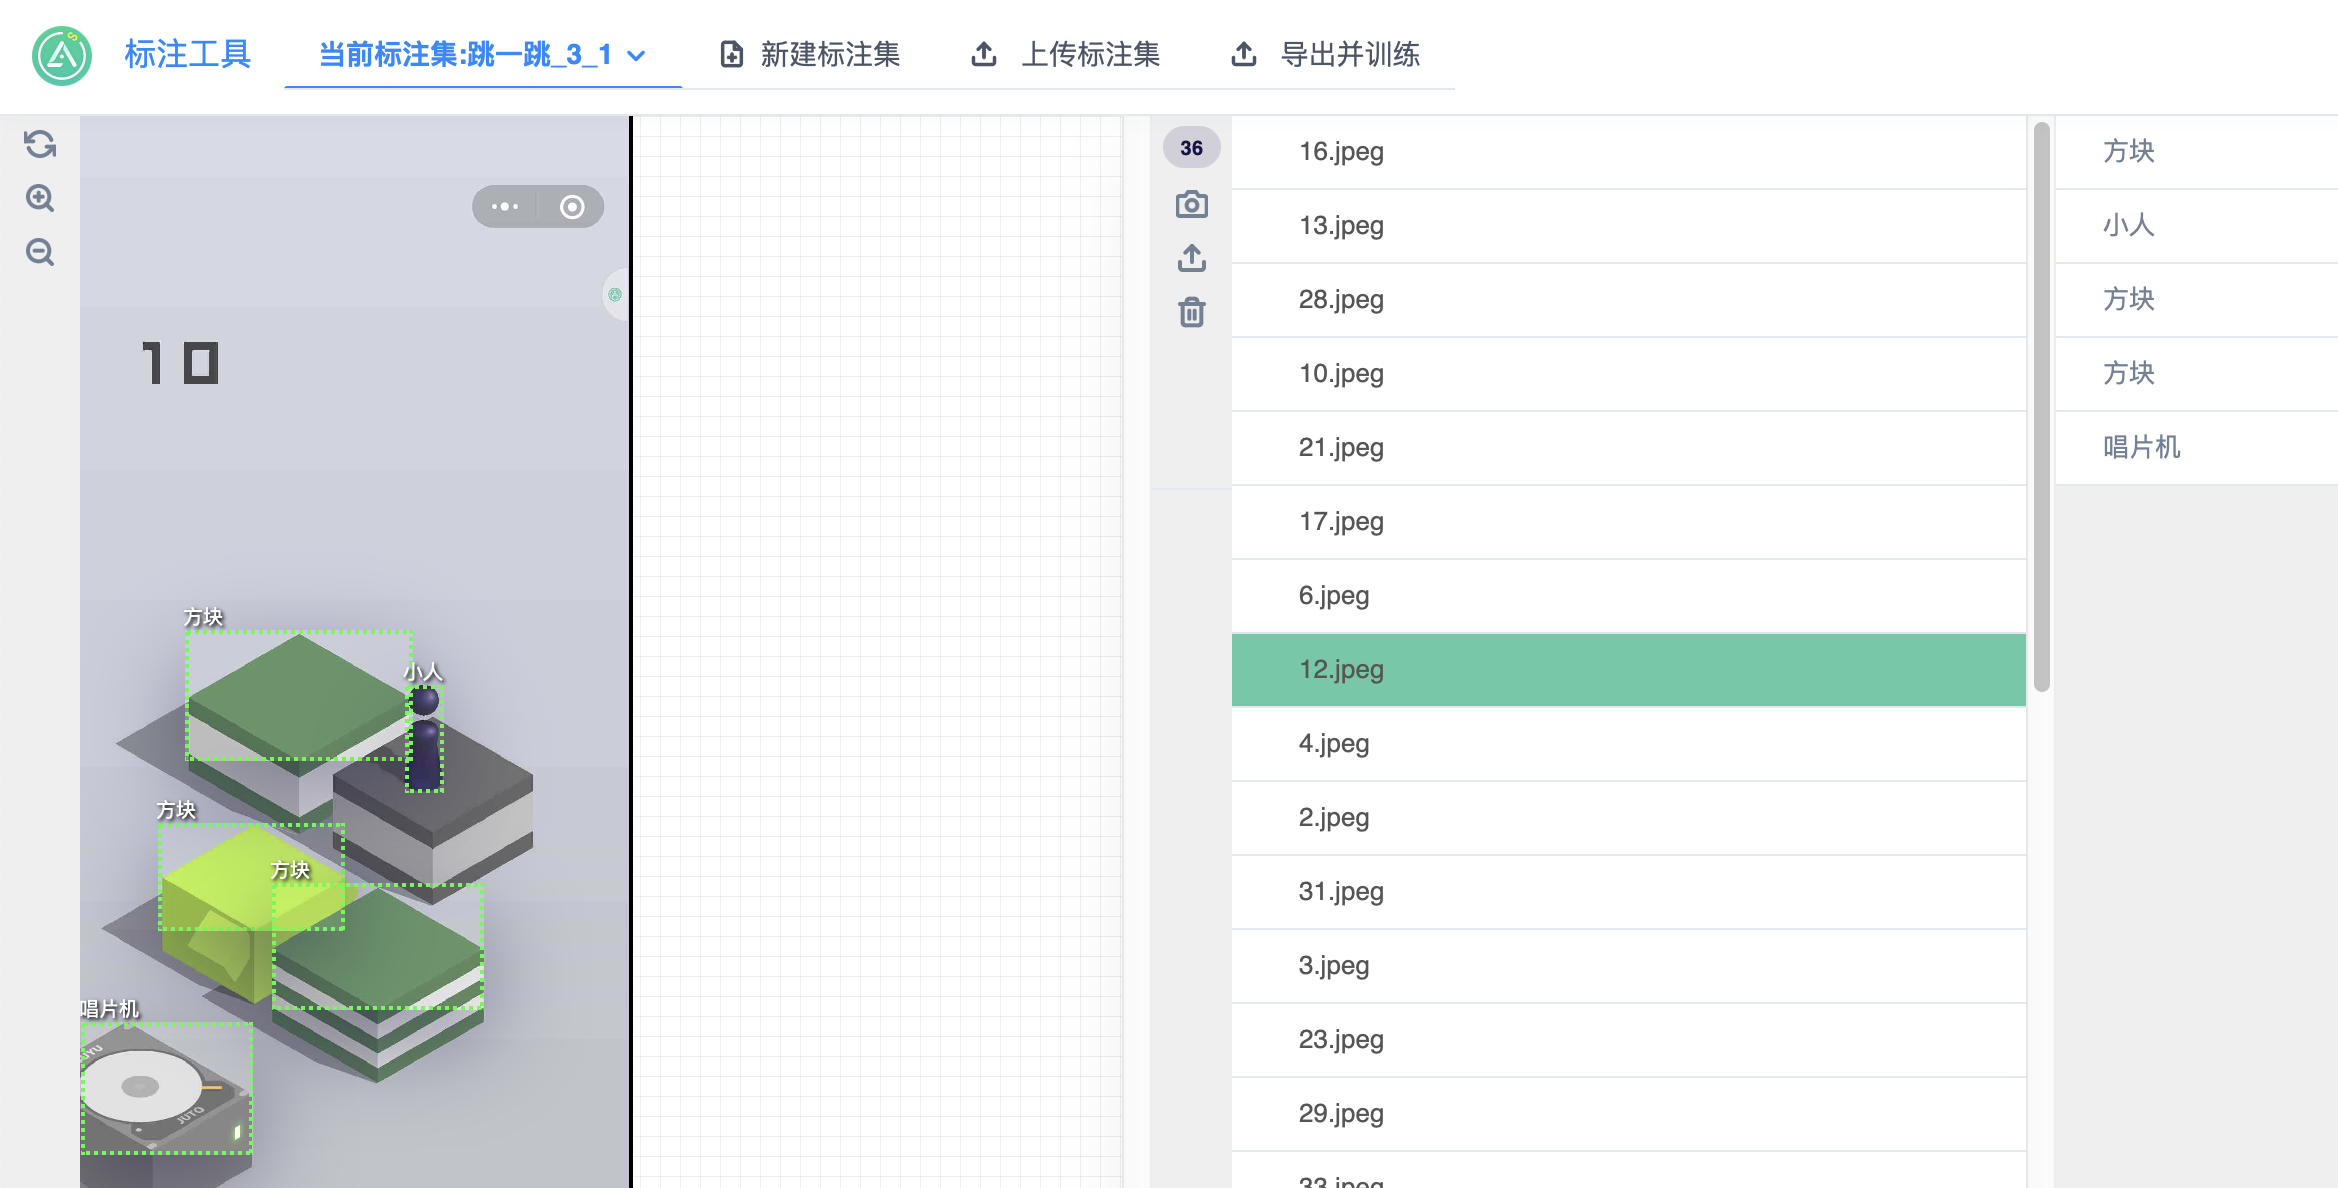 标注工具
当前标注集:跳一跳_3_1
新建标注集
上传标注集
导出并训练
10
方块
小人
方块
方块
唱片机
JUTO
36
16.jpeg
13.jpeg
28.jpeg
10.jpeg
21.jpeg
17.jpeg
6.jpeg
12.jpeg
4.jpeg
2.jpeg
31.jpeg
3.jpeg
23.jpeg
29.jpeg
33.jpeg
方块
小人
方块
方块
唱片机